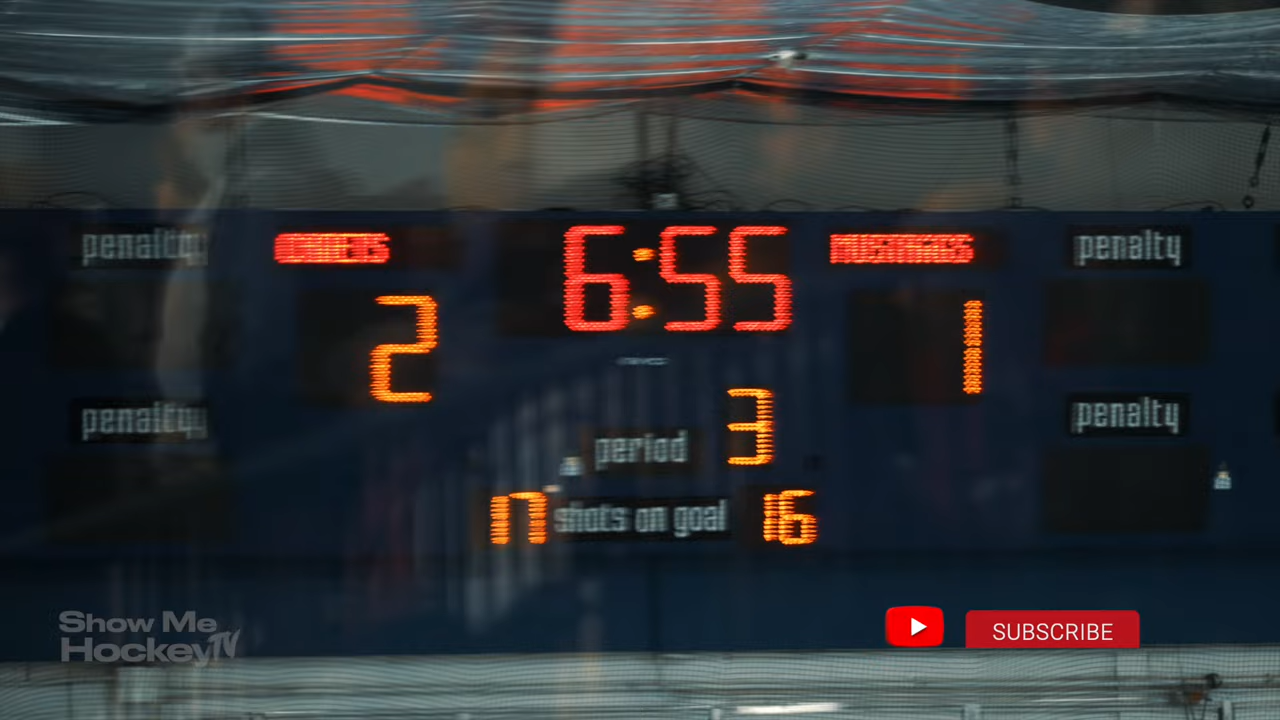 penalty
6:55
penalty
2
1
3
penalty
penalty
period
17
shots on goal
16
Show Me
HockeyTV
SUBSCRIBE